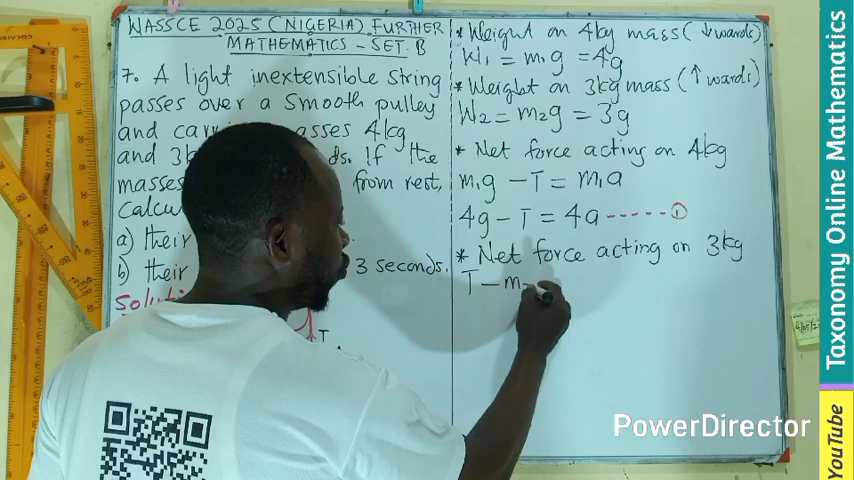 WASSCE 2025 (NIGERIA) FURTHER
MATHEMATICS - SET B
7. A light inextensible string
passes over a smooth pulley
and asses 4kg
and 3k ds. If the
masses from rest,
calcu
a) their
b) their 3 seconds.
Soluti
T
* Weight on 4kg mass (↓wards)
W₁ = m₁g = 4g
* Weight on 3kg mass (↑wards)
W₂ = m₂g = 3g
* Net force acting on 4kg
m₁g - T = m₁a
4g - T = 4a ------ ①
* Net force acting on 3kg
T - m
PowerDirector
Taxonomy Online Mathematics
YouTube